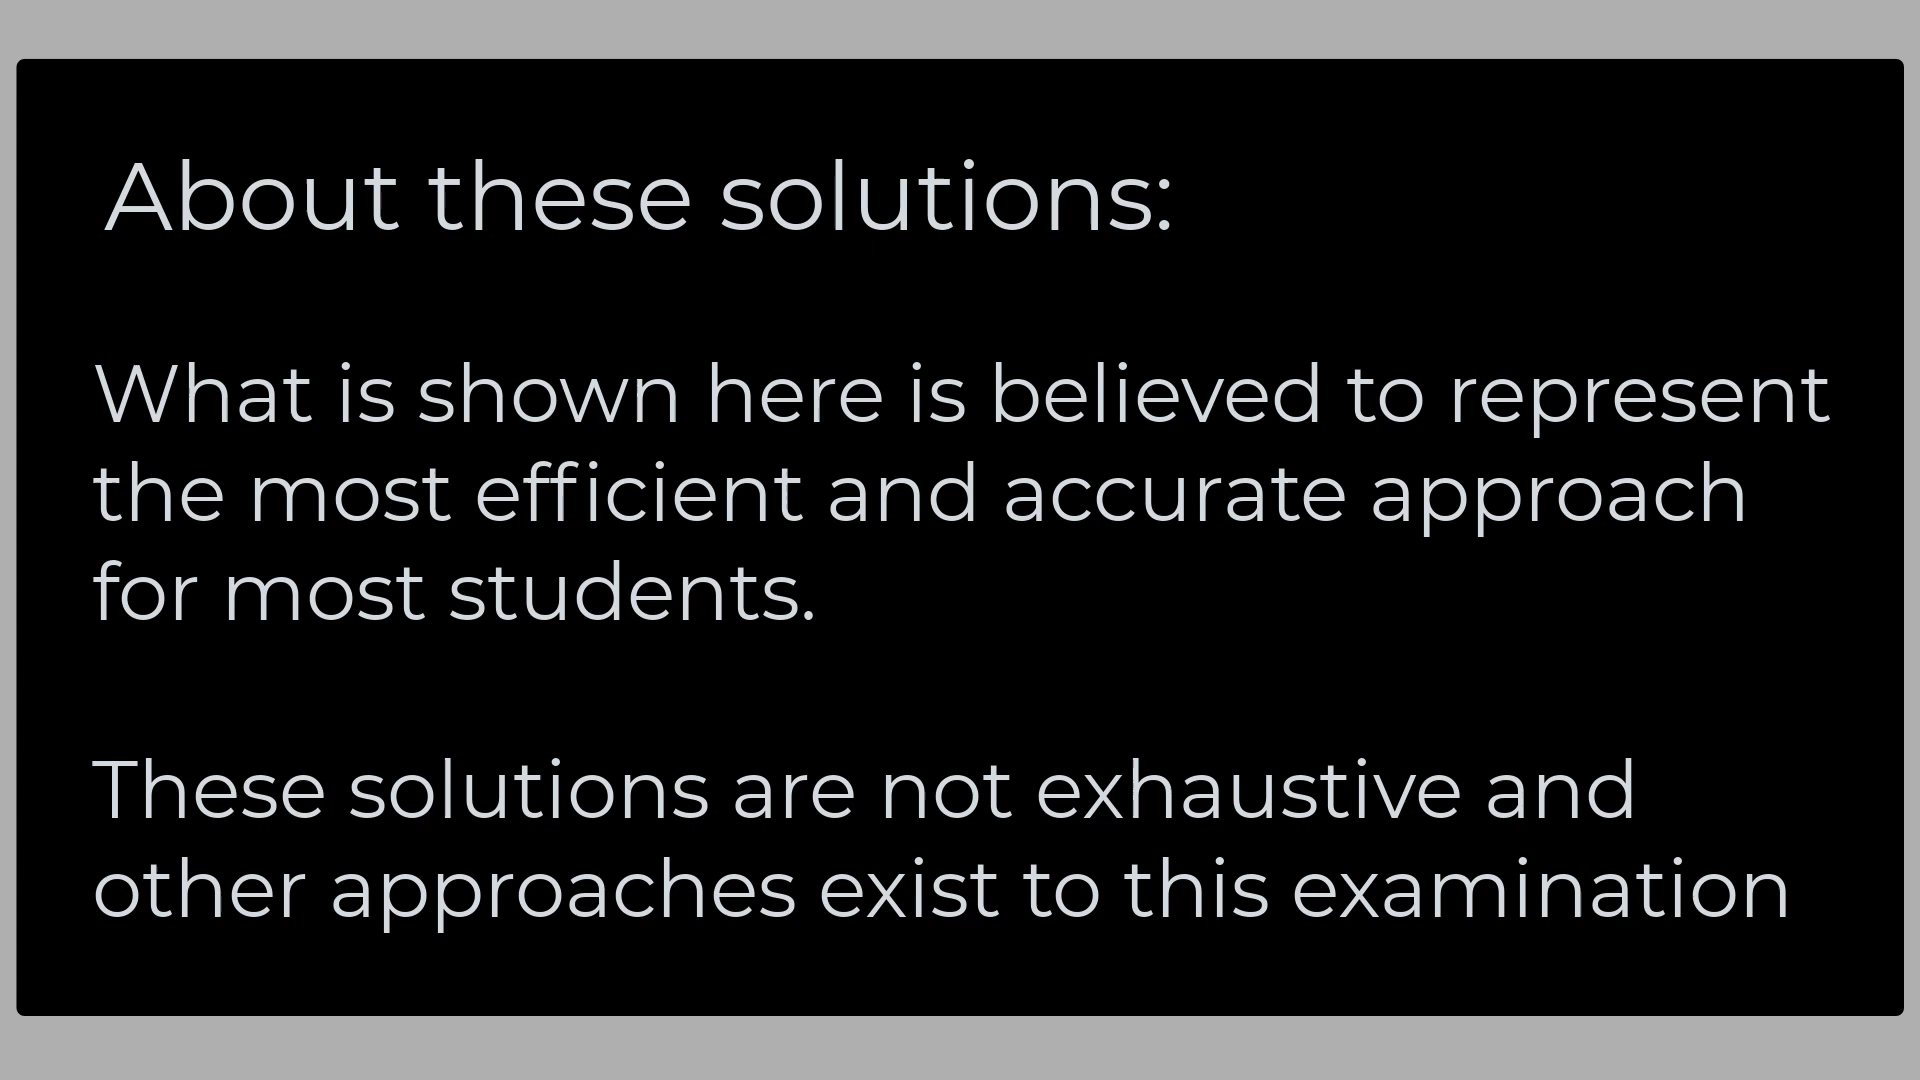 About these solutions:
What is shown here is believed to represent
the most efficient and accurate approach
for most students.
These solutions are not exhaustive and
other approaches exist to this examination